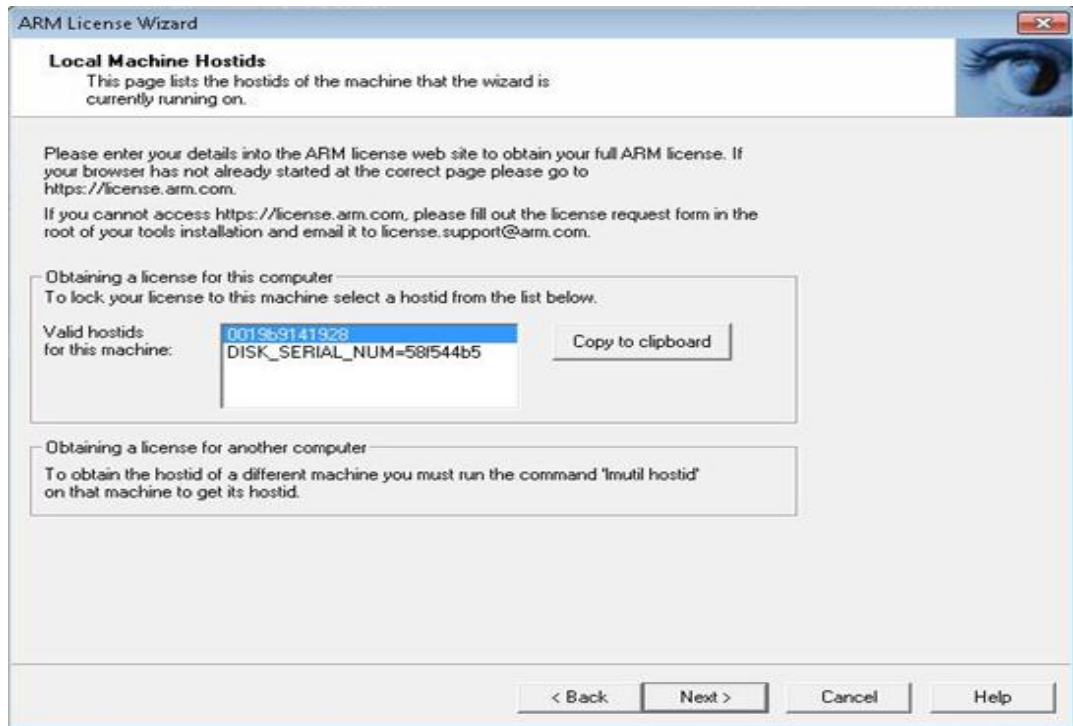 ARM License Wizard
Local Machine Hostids
This page lists the hostids of the machine that the wizard is
currently running on.
Please enter your details into the ARM license web site to obtain your full ARM license. If
your browser has not already started at the correct page please go to
https://license.arm.com.
If you cannot access https://license.arm.com, please fill out the license request form in the
root of your tools installation and email it to license.support@arm.com.
Obtaining a license for this computer
To lock your license to this machine select a hostid from the list below.
Valid hostids
for this machine:
0019b9141928
DISK_SERIAL_NUM=58f544b5
Copy to clipboard
Obtaining a license for another computer
To obtain the hostid of a different machine you must run the command 'lmutil hostid'
on that machine to get its hostid.
< Back
Next >
Cancel
Help